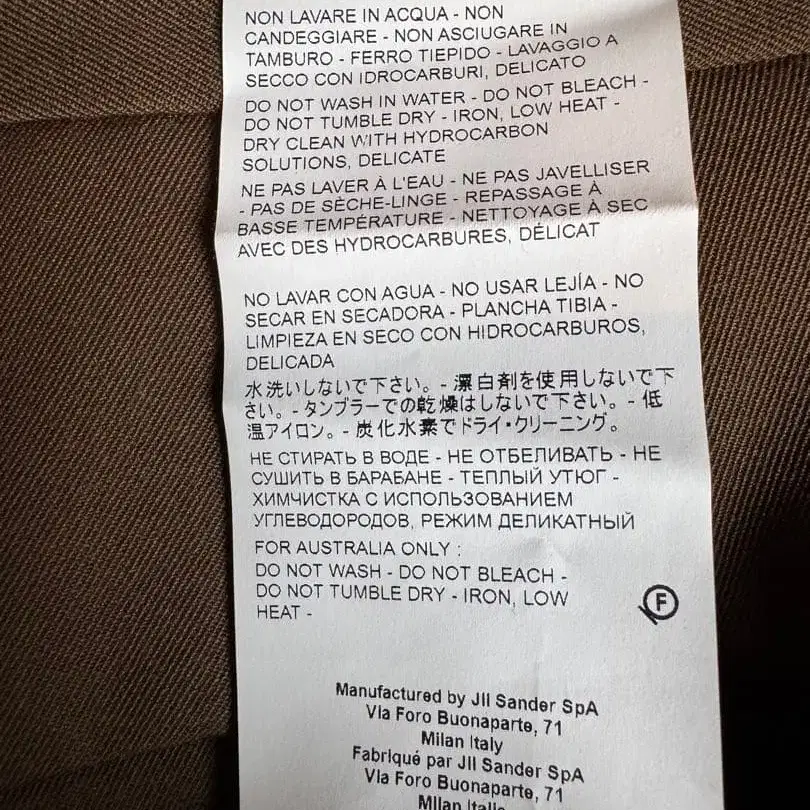 NON LAVARE IN ACQUA - NON
CANDEGGIARE - NON ASCIUGARE IN
TAMBURO - FERRO TIEPIDO - LAVAGGIO A
SECCO CON IDROCARBURI, DELICATO
DO NOT WASH IN WATER - DO NOT BLEACH -
DO NOT TUMBLE DRY - IRON, LOW HEAT -
DRY CLEAN WITH HYDROCARBON
SOLUTIONS, DELICATE
NE PAS LAVER À L'EAU - NE PAS JAVELLISER
- PAS DE SÈCHE-LINGE - REPASSAGE À
BASSE TEMPÉRATURE - NETTOYAGE À SEC
AVEC DES HYDROCARBURES, DÉLICAT
NO LAVAR CON AGUA - NO USAR LEJÍA - NO
SECAR EN SECADORA - PLANCHA TIBIA -
LIMPIEZA EN SECO CON HIDROCARBUROS,
DELICADA
水洗いしないで下さい。- 漂白剤を使用しないで下
さい。- タンブラーでの乾燥はしないで下さい。- 低
温アイロン。- 炭化水素でドライ・クリーニング。
НЕ СТИРАТЬ В ВОДЕ - НЕ ОТБЕЛИВАТЬ - НЕ
СУШИТЬ В БАРАБАНЕ - ТЕПЛЫЙ УТЮГ -
ХИМЧИСТКА С ИСПОЛЬЗОВАНИЕМ
УГЛЕВОДОРОДОВ, РЕЖИМ ДЕЛИКАТНЫЙ
FOR AUSTRALIA ONLY :
DO NOT WASH - DO NOT BLEACH -
DO NOT TUMBLE DRY - IRON, LOW
HEAT -
F
Manufactured by Jil Sander SpA
Via Foro Buonaparte, 71
Milan Italy
Fabriqué par Jil Sander SpA
Via Foro Buonaparte, 71
Milan Italie